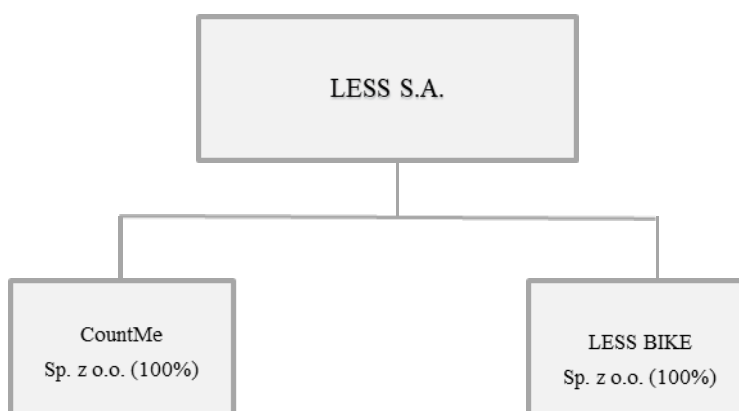 LESS S.A.
CountMe
Sp. z o.o. (100%)
LESS BIKE
Sp. z o.o. (100%)